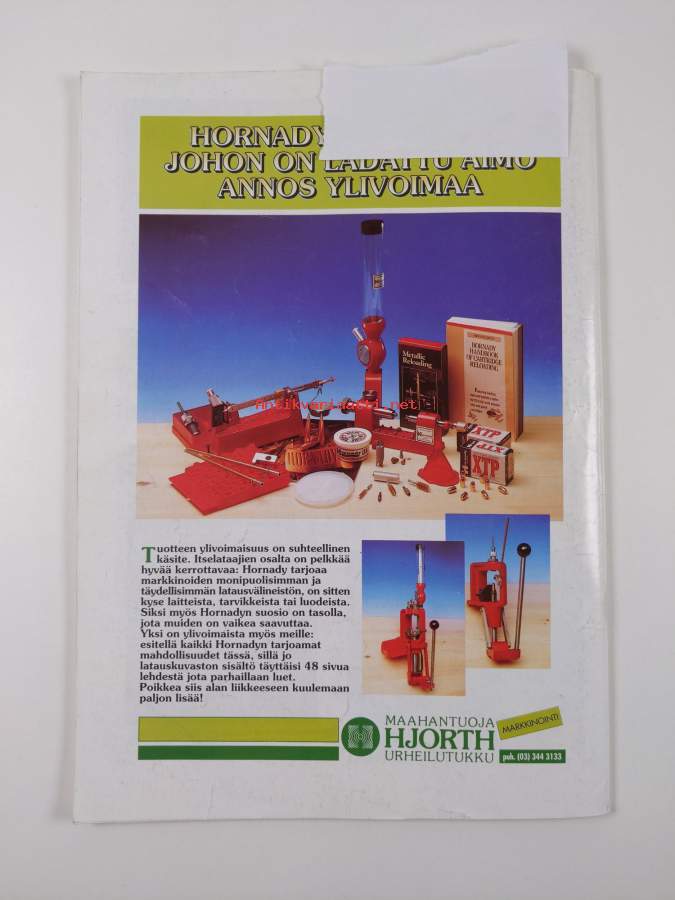 HORNADY
JOHON ON LADATTU AIMO
ANNOS YLIVOIMAA
Metallic
Reloading
HORNADY
HANDBOOK
OF CARTRIDGE
RELOADING
Antikvariaatti.net
XTP
XTP
HORNADY
Tuotteen ylivoimaisuus on suhteellinen
käsite. Itselataajien osalta on pelkkää
hyvää kerrottavaa: Hornady tarjoaa
markkinoiden monipuolisimman ja
täydellisimmän latausvälineistön, on sitten
kyse laitteista, tarvikkeista tai luodeista.
Siksi myös Hornadyn suosio on tasolla,
jota muiden on vaikea saavuttaa.
Yksi on ylivoimaista myös meille:
esitellä kaikki Hornadyn tarjoamat
mahdollisuudet tässä, sillä jo
latauskuvaston sisältö täyttäisi 48 sivua
lehdestä jota parhaillaan luet.
Poikkea siis alan liikkeeseen kuulemaan
paljon lisää!
MAAHANTUOJA
HJORTH
URHEILUTUKKU
MARKKINOINTI
puh. (03) 344 3133